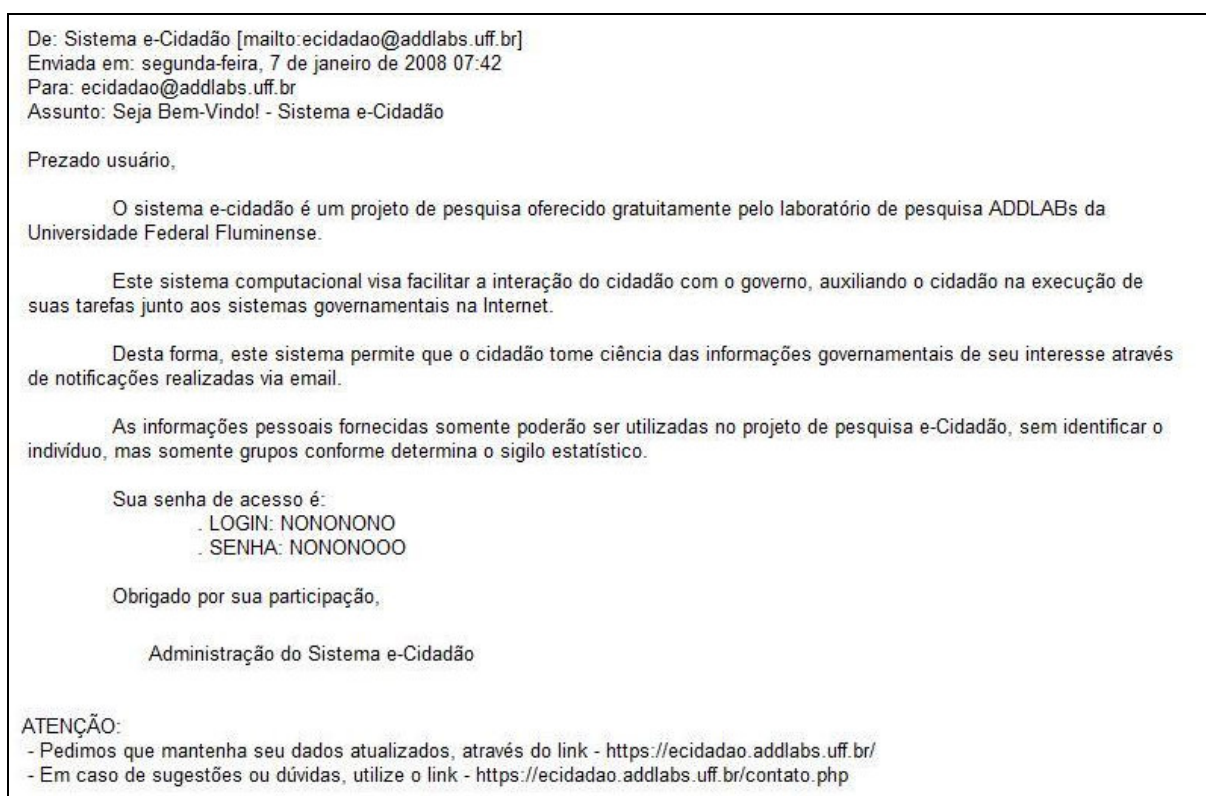 De: Sistema e-Cidadão [mailto:ecidadao@addlabs.uff.br]
Enviada em: segunda-feira, 7 de janeiro de 2008 07:42
Para: ecidadao@addlabs.uff.br
Assunto: Seja Bem-Vindo! - Sistema e-Cidadão
Prezado usuário,
O sistema e-cidadão é um projeto de pesquisa oferecido gratuitamente pelo laboratório de pesquisa ADDLABs da
Universidade Federal Fluminense.
Este sistema computacional visa facilitar a interação do cidadão com o governo, auxiliando o cidadão na execução de
suas tarefas junto aos sistemas governamentais na Internet.
Desta forma, este sistema permite que o cidadão tome ciência das informações governamentais de seu interesse através
de notificações realizadas via email.
As informações pessoais fornecidas somente poderão ser utilizadas no projeto de pesquisa e-Cidadão, sem identificar o
indivíduo, mas somente grupos conforme determina o sigilo estatístico.
Sua senha de acesso é:
. LOGIN: NONONONO
. SENHA: NONONOOO
Obrigado por sua participação,
Administração do Sistema e-Cidadão
ATENÇÃO:
- Pedimos que mantenha seu dados atualizados, através do link - https://ecidadao.addlabs.uff.br/
- Em caso de sugestões ou dúvidas, utilize o link - https://ecidadao.addlabs.uff.br/contato.php